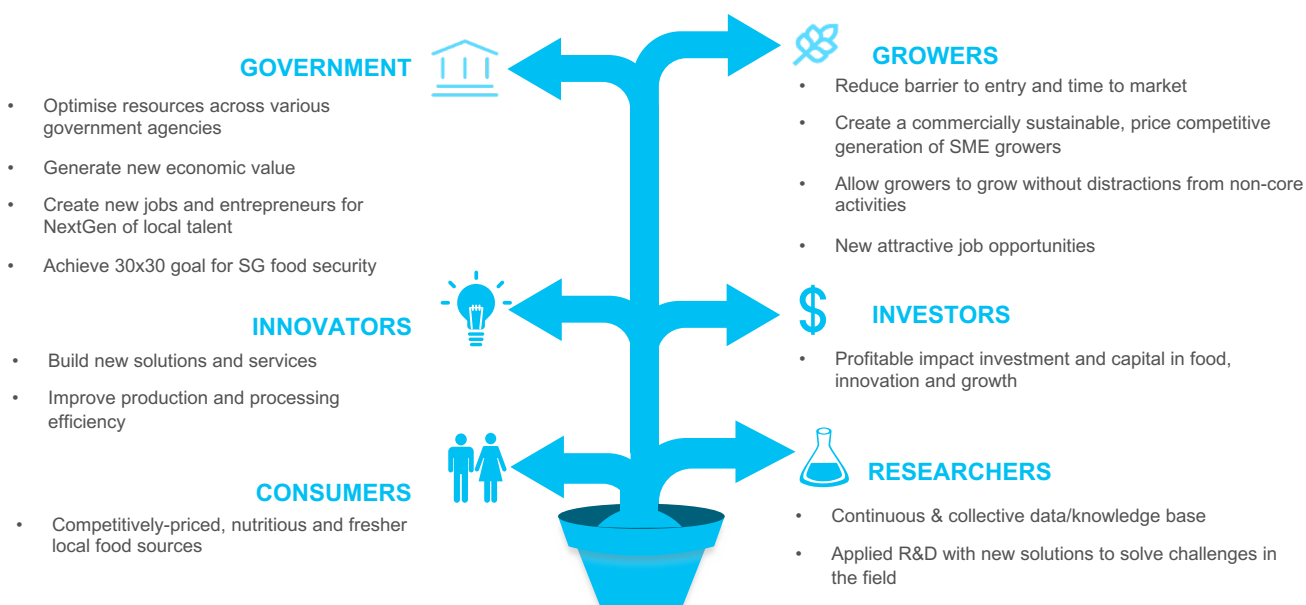 GOVERNMENT
• Optimise resources across various
government agencies
• Generate new economic value
• Create new jobs and entrepreneurs for
NextGen of local talent
• Achieve 30x30 goal for SG food security
INNOVATORS
• Build new solutions and services
• Improve production and processing
efficiency
CONSUMERS
• Competitively-priced, nutritious and fresher
local food sources
GROWERS
• Reduce barrier to entry and time to market
• Create a commercially sustainable, price competitive
generation of SME growers
• Allow growers to grow without distractions from non-core
activities
• New attractive job opportunities
$
INVESTORS
• Profitable impact investment and capital in food,
innovation and growth
RESEARCHERS
• Continuous & collective data/knowledge base
• Applied R&D with new solutions to solve challenges in
the field